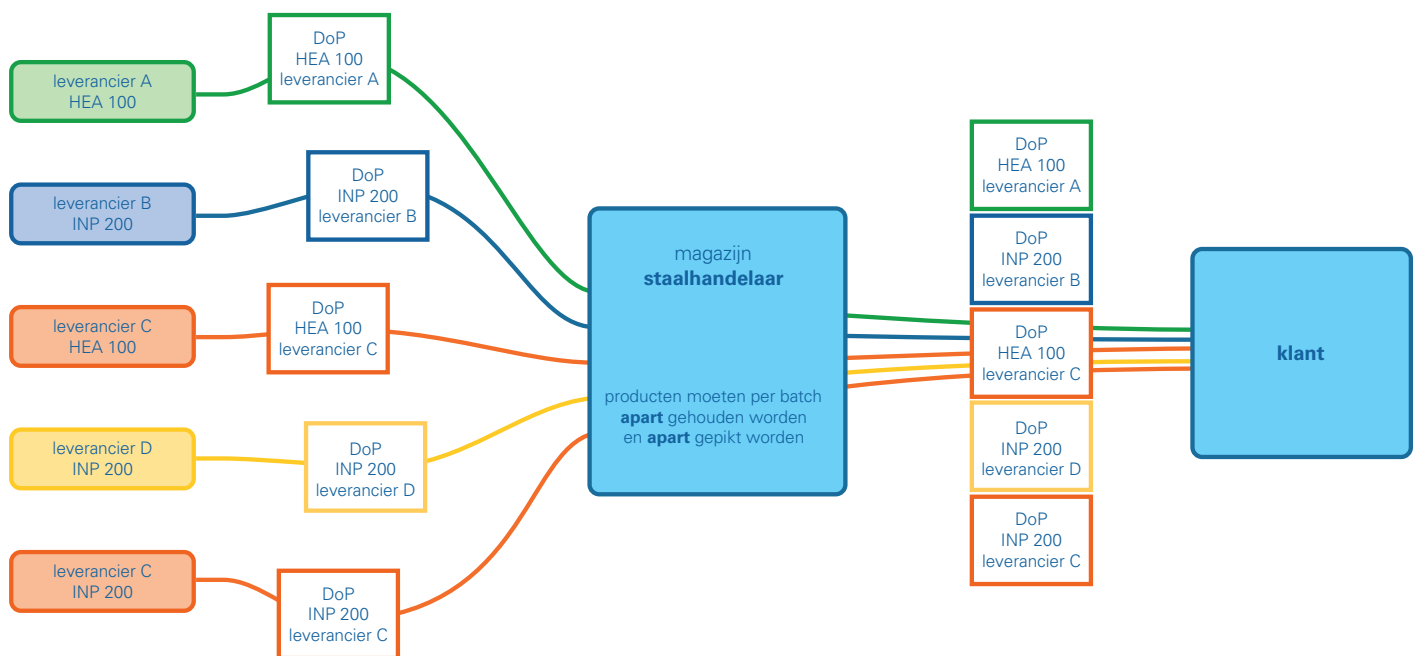 leverancier A
HEA 100
leverancier B
INP 200
leverancier C
HEA 100
leverancier D
INP 200
leverancier C
INP 200
DoP
HEA 100
leverancier A
DoP
INP 200
leverancier B
DoP
HEA 100
leverancier C
DoP
INP 200
leverancier D
DoP
INP 200
leverancier C
magazijn
staalhandelaar
producten moeten per batch
apart gehouden worden
en apart gepikt worden
DoP
HEA 100
leverancier A
DoP
INP 200
leverancier B
DoP
HEA 100
leverancier C
DoP
INP 200
leverancier D
DoP
INP 200
leverancier C
klant